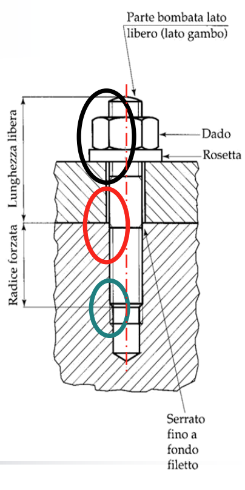 Parte bombata lato
libero (lato gambo)
Dado
Rosetta
Lunghezza libera
Radice forzata
Serrato
fino a
fondo
filetto